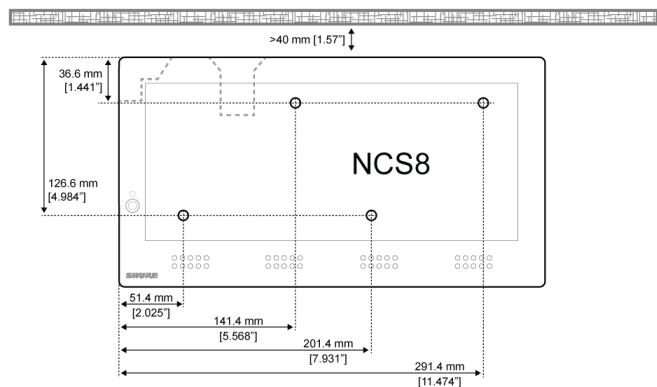 >40 mm [1.57”]
36.6 mm
[1.441”]
NCS8
126.6 mm
[4.984”]
SHURE
51.4 mm
[2.025”]
141.4 mm
[5.568”]
201.4 mm
[7.931”]
291.4 mm
[11.474”]